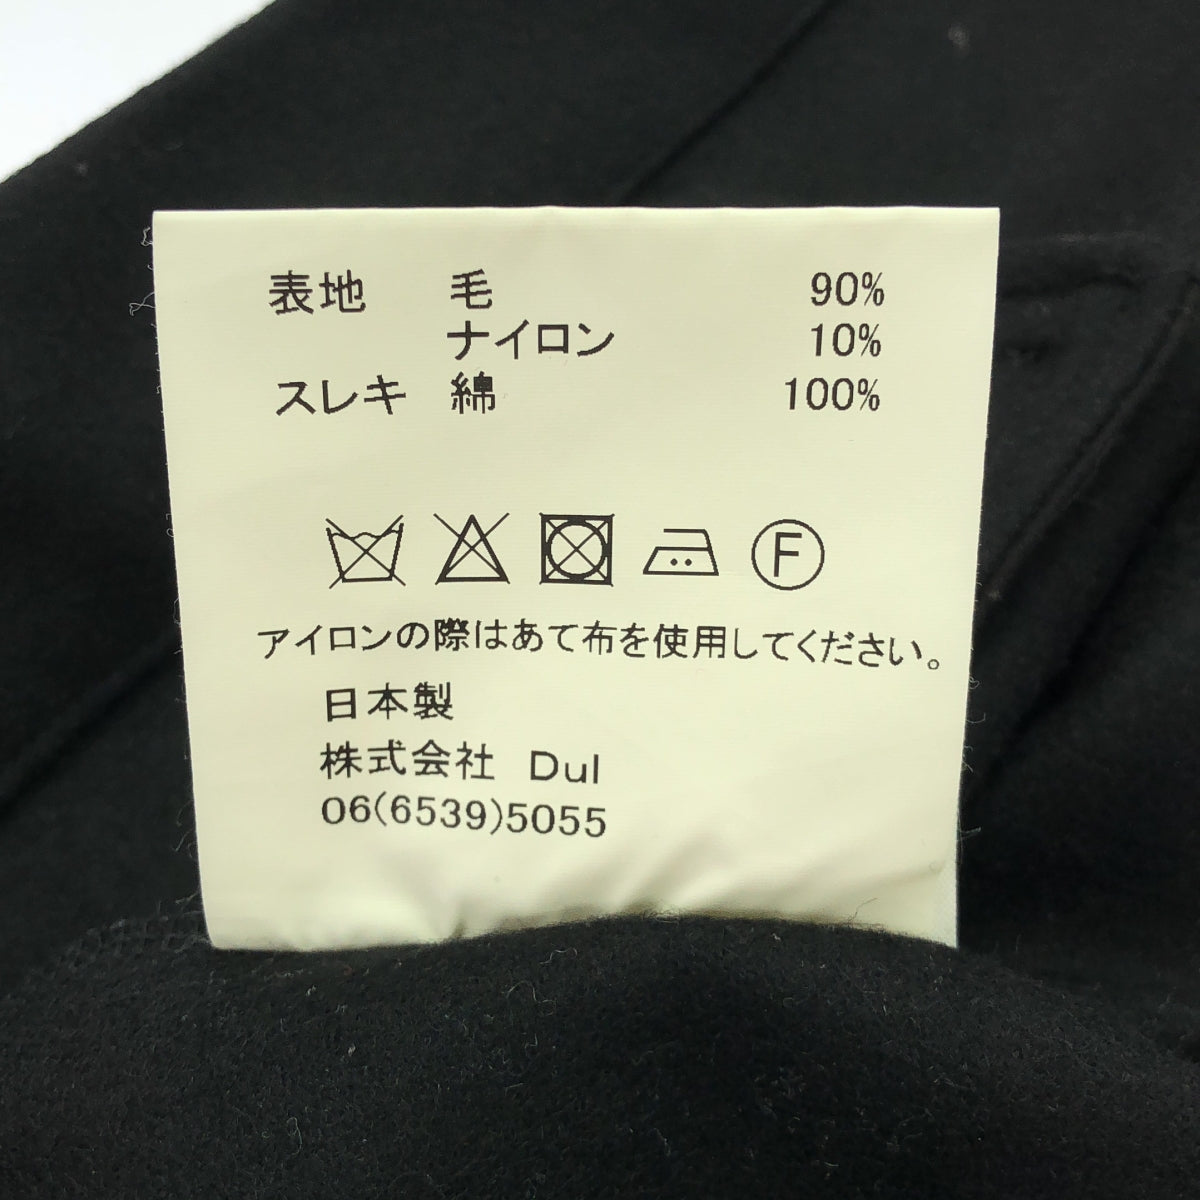 表地 毛 90%
ナイロン 10%
スレキ 綿 100%
F
アイロンの際はあて布を使用してください。
日本製
株式会社 Dul
06(6539)5055